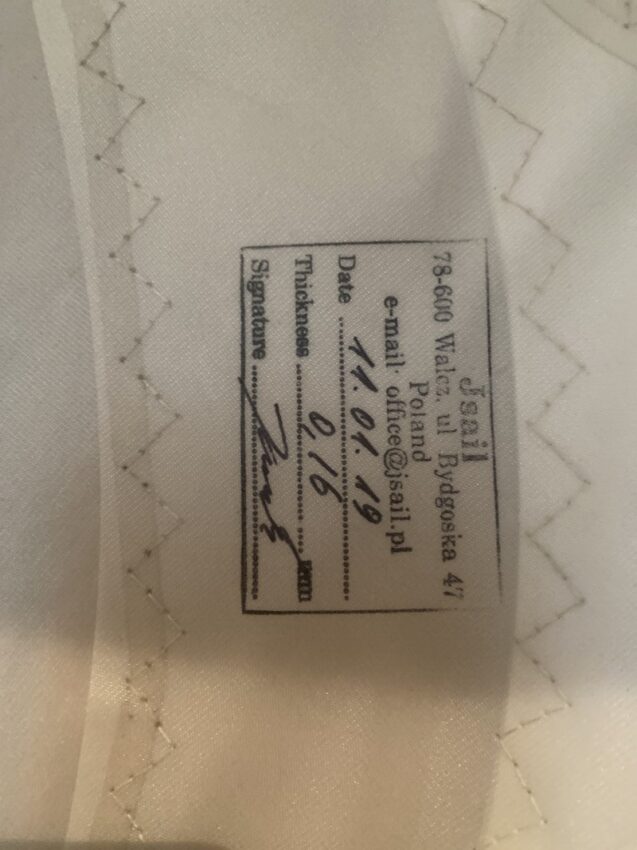 Jsail
78-600 Walcz, ul Bydgoska 47
Poland
e-mail: office@jsail.pl
Date 11.01.19
Thickness 0,16 mm
Signature